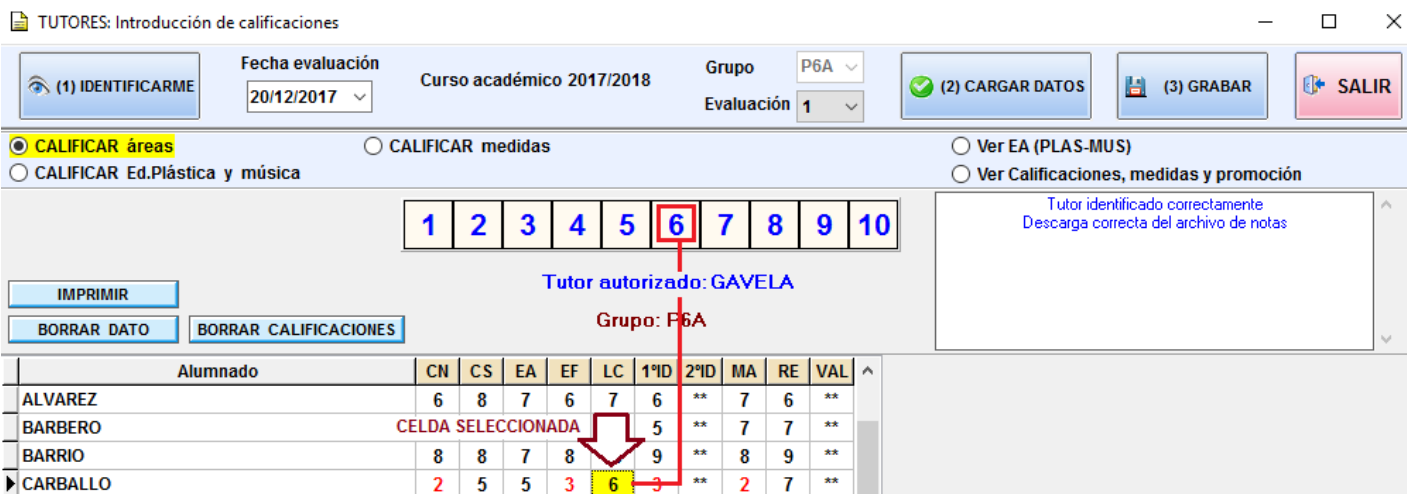 TUTORES: Introducción de calificaciones
(1) IDENTIFICARME
Fecha evaluación
20/12/2017
Curso académico 2017/2018
Grupo P6A
Evaluación 1
(2) CARGAR DATOS
(3) GRABAR
SALIR
CALIFICAR áreas
CALIFICAR medidas
Ver EA (PLAS-MUS)
CALIFICAR Ed.Plástica y música
Ver Calificaciones, medidas y promoción
1 2 3 4 5 6 7 8 9 10
Tutor identificado correctamente
Descarga correcta del archivo de notas
Tutor autorizado: GAVELA
IMPRIMIR
Grupo: P6A
BORRAR DATO
BORRAR CALIFICACIONES
Alumnado CN CS EA EF LC 1ºID 2ºID MA RE VAL
ALVAREZ 6 8 7 6 7 6 ** 7 6 **
BARBERO CELDA SELECCIONADA 5 ** 7 7 **
BARRIO 8 8 7 8 9 ** 8 9 **
CARBALLO 2 5 5 3 6 3 ** 2 7 **